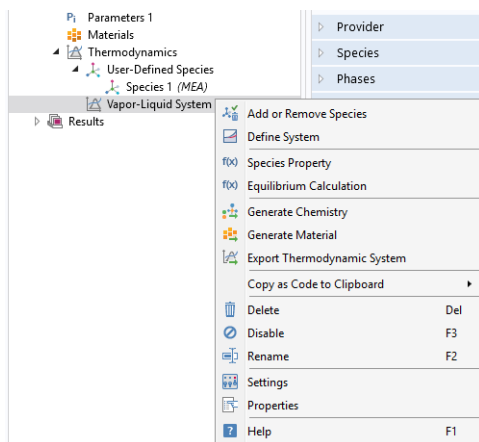 Pi Parameters 1
Materials
Thermodynamics
User-Defined Species
Species 1 (MEA)
Vapor-Liquid System
Results
Provider
Species
Phases
Add or Remove Species
Define System
f(x) Species Property
f(x) Equilibrium Calculation
Generate Chemistry
Generate Material
Export Thermodynamic System
Copy as Code to Clipboard
Delete Del
Disable F3
Rename F2
Settings
Properties
? Help F1